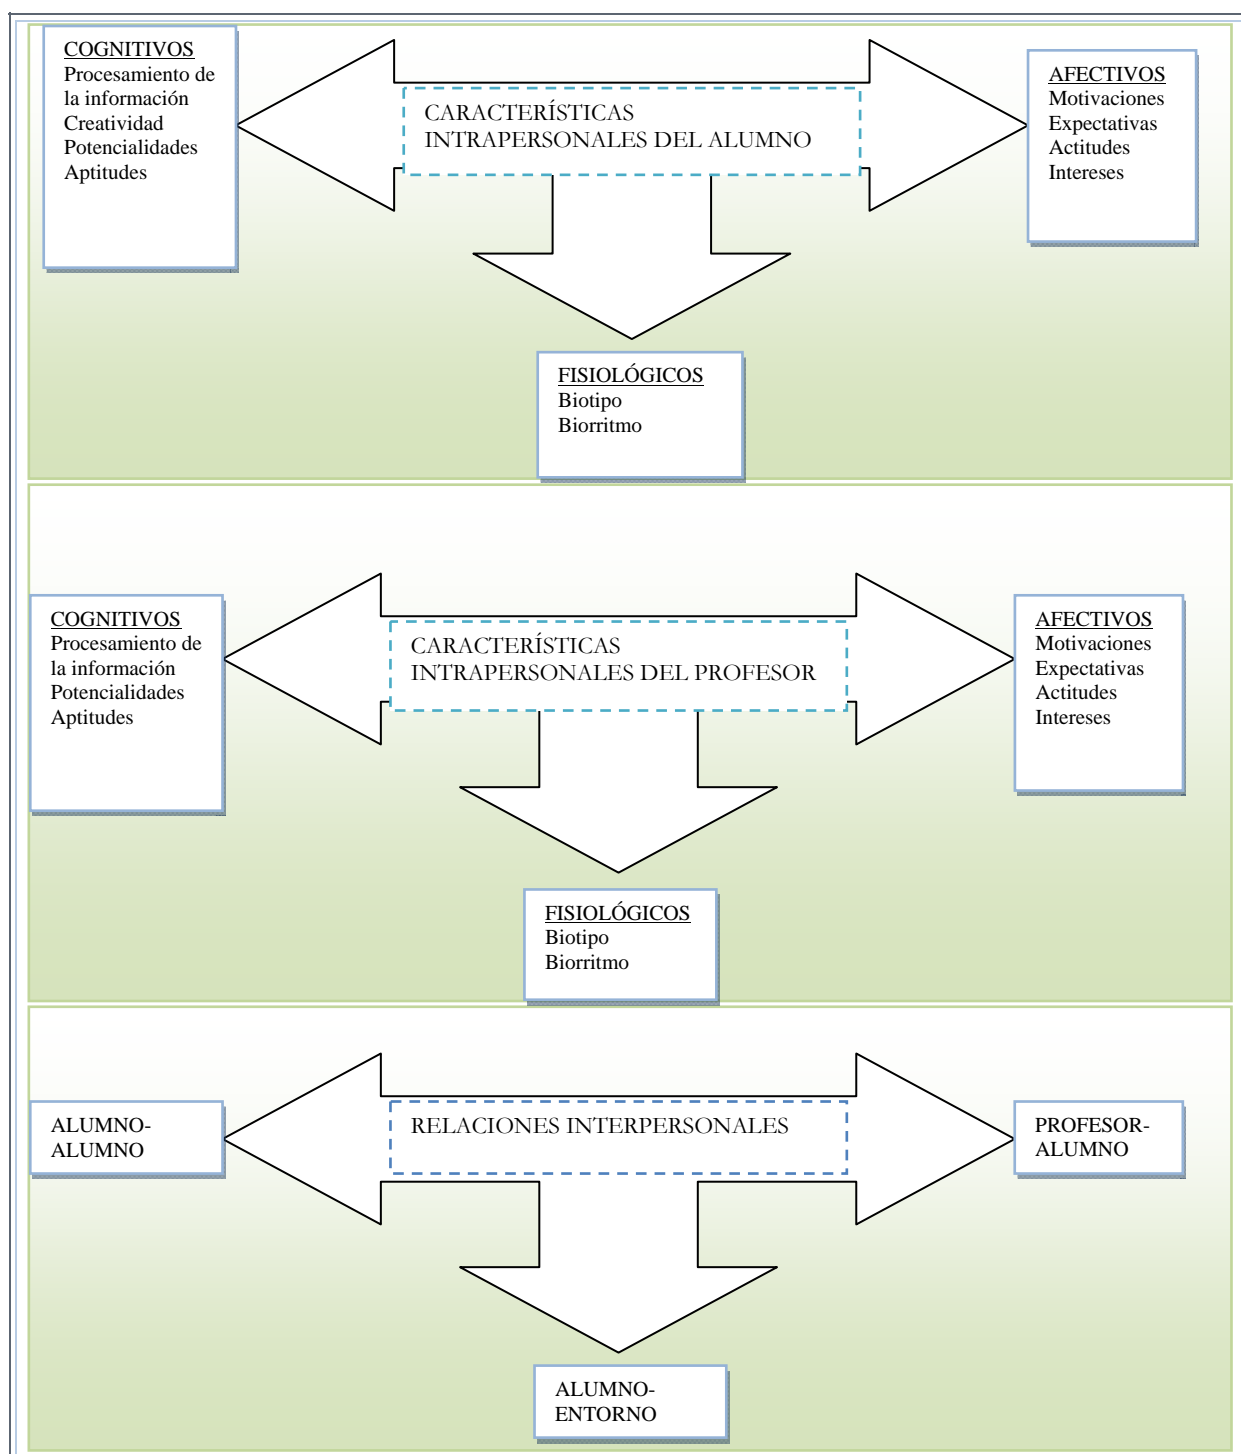 COGNITIVOS
Procesamiento de
la información
Creatividad
Potencialidades
Aptitudes
CARACTERÍSTICAS
INTRAPERSONALES DEL ALUMNO
AFECTIVOS
Motivaciones
Expectativas
Actitudes
Intereses
FISIOLÓGICOS
Biotipo
Biorritmo
COGNITIVOS
Procesamiento de
la información
Potencialidades
Aptitudes
CARACTERÍSTICAS
INTRAPERSONALES DEL PROFESOR
AFECTIVOS
Motivaciones
Expectativas
Actitudes
Intereses
FISIOLÓGICOS
Biotipo
Biorritmo
ALUMNO-
ALUMNO
RELACIONES INTERPERSONALES
PROFESOR-
ALUMNO
ALUMNO-
ENTORNO